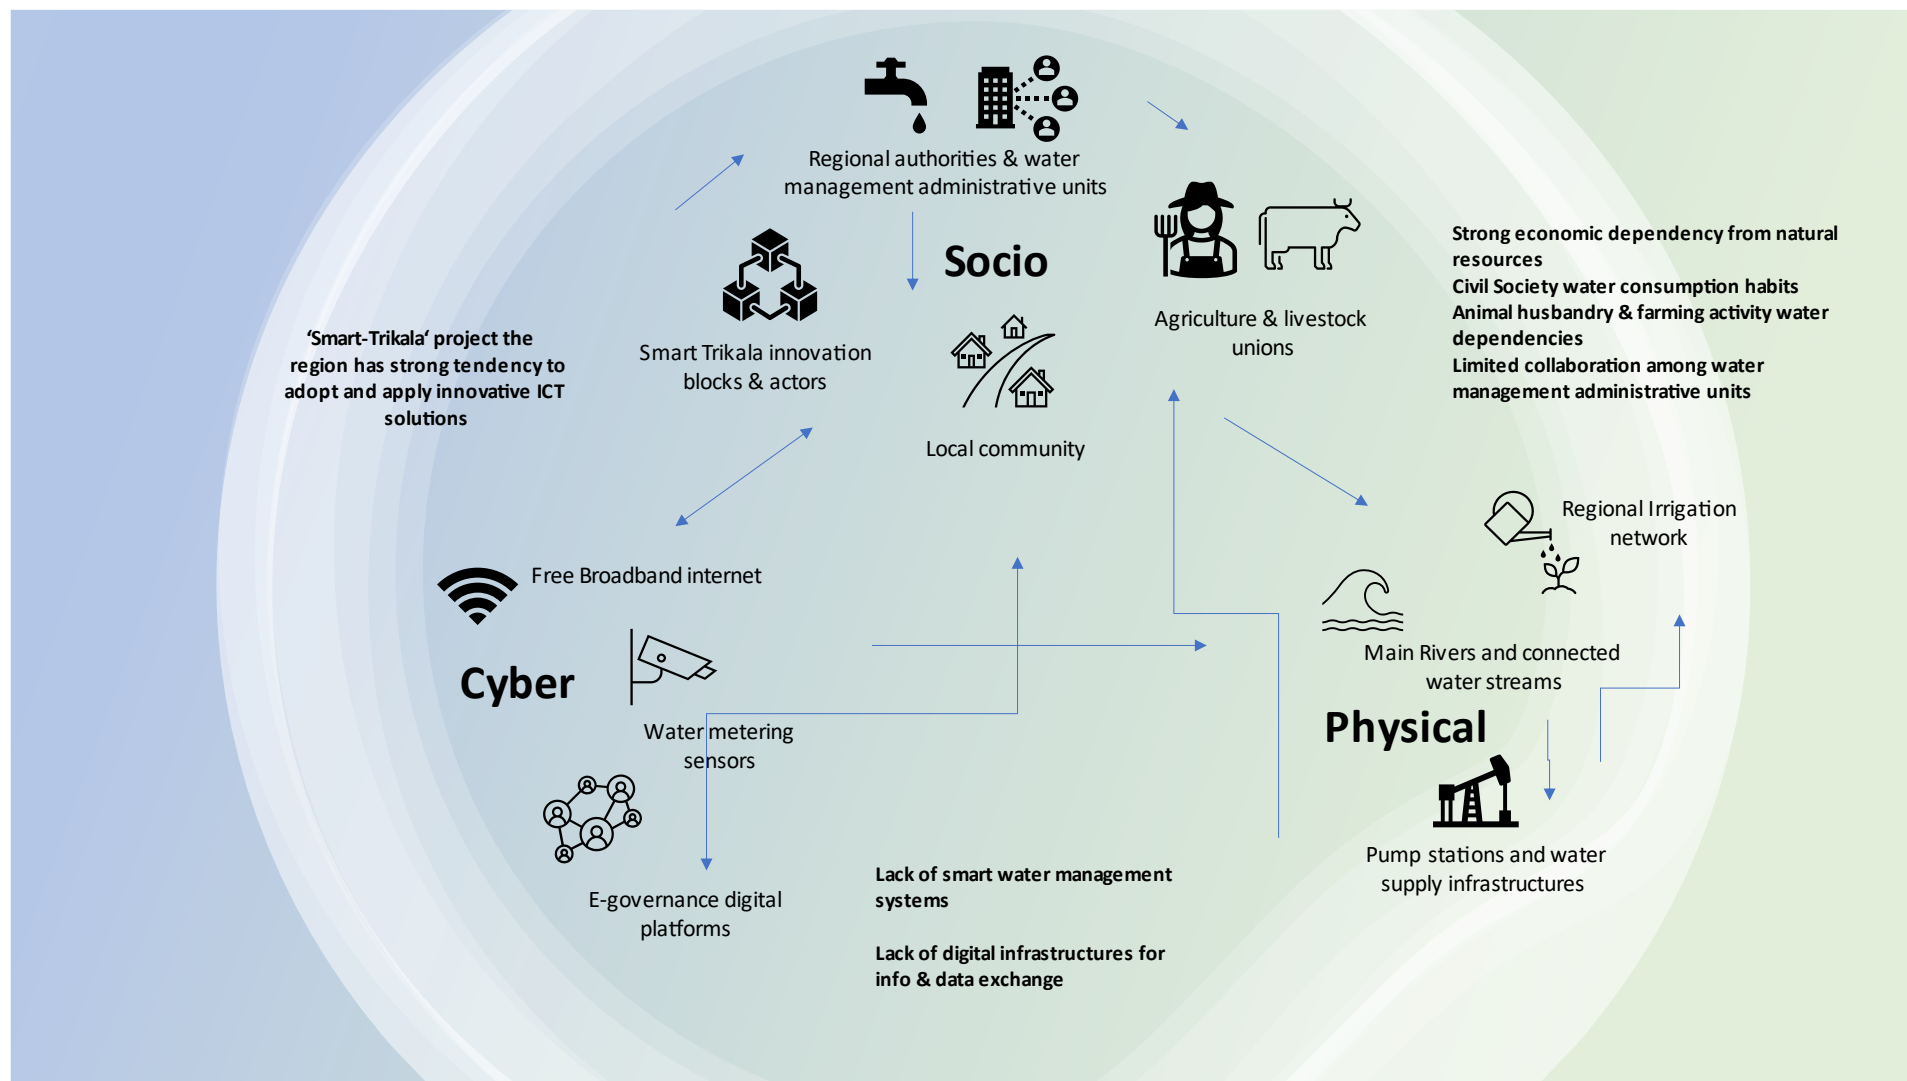 Regional authorities & water
management administrative units
Socio
Smart Trikala innovation
blocks & actors
Local community
Agriculture & livestock
unions
‘Smart-Trikala‘ project the
region has strong tendency to
adopt and apply innovative ICT
solutions
Strong economic dependency from natural
resources
Civil Society water consumption habits
Animal husbandry & farming activity water
dependencies
Limited collaboration among water
management administrative units
Free Broadband internet
Cyber
Water metering
sensors
E-governance digital
platforms
Regional Irrigation
network
Main Rivers and connected
water streams
Physical
Pump stations and water
supply infrastructures
Lack of smart water management
systems
Lack of digital infrastructures for
info & data exchange